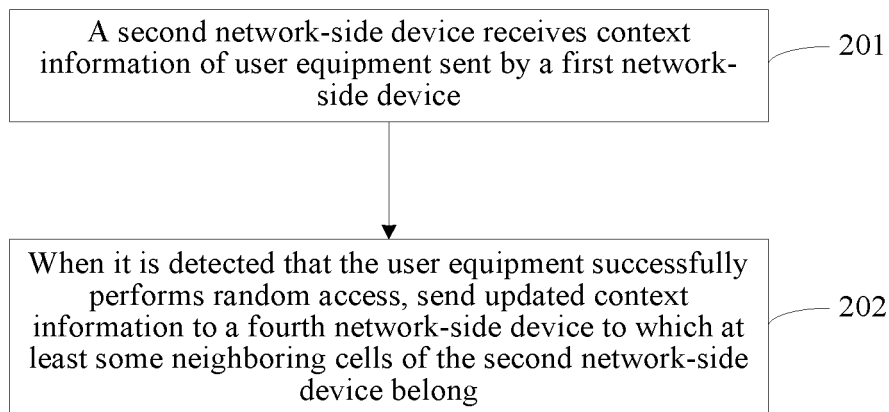 A second network-side device receives context
information of user equipment sent by a first network-
side device
201
When it is detected that the user equipment successfully
performs random access, send updated context
information to a fourth network-side device to which at
least some neighboring cells of the second network-side
device belong
202